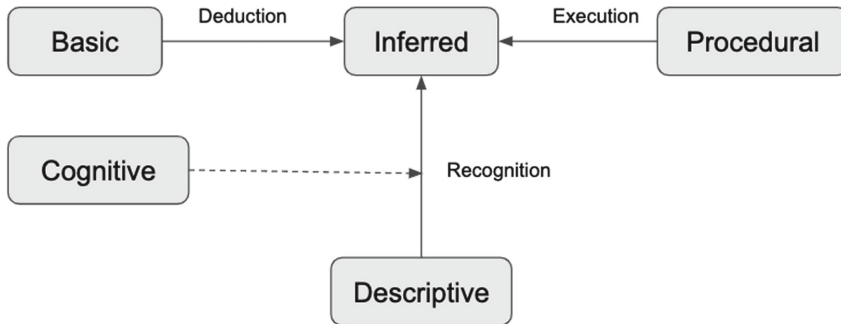 Basic
Deduction
Inferred
Execution
Procedural
Cognitive
Recognition
Descriptive